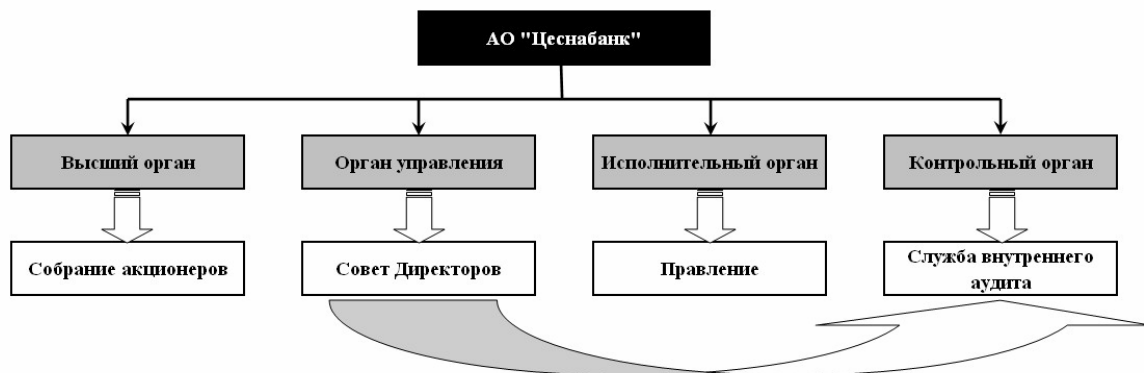 АО "Цеснабанк"
Высший орган
Орган управления
Исполнительный орган
Контрольный орган
Собрание акционеров
Совет Директоров
Правление
Служба внутреннего
аудита